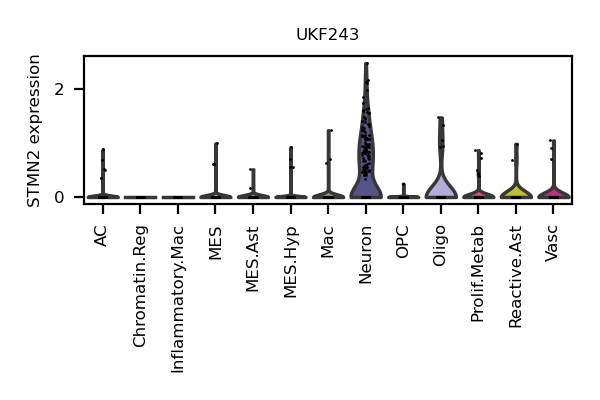 UKF243
STMN2 expression
2
0
AC
Chromatin.Reg
Inflammatory.Mac
MES
MES.Ast
MES.Hyp
Mac
Neuron
OPC
Oligo
Prolif.Metab
Reactive.Ast
Vasc